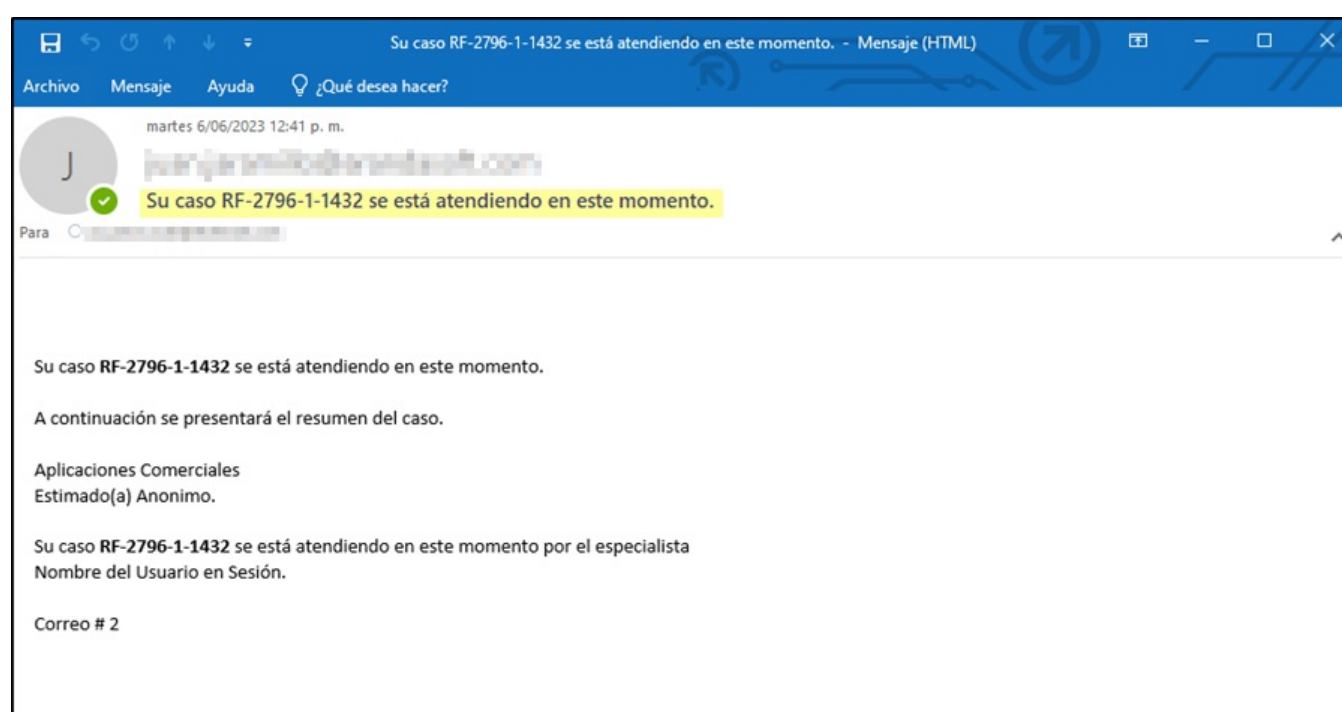 Su caso RF-2796-1-1432 se está atendiendo en este momento. - Mensaje (HTML)
Archivo Mensaje Ayuda ¿Qué desea hacer?
martes 6/06/2023 12:41 p. m.
J
Su caso RF-2796-1-1432 se está atendiendo en este momento.
Para
Su caso RF-2796-1-1432 se está atendiendo en este momento.
A continuación se presentará el resumen del caso.
Aplicaciones Comerciales
Estimado(a) Anonimo.
Su caso RF-2796-1-1432 se está atendiendo en este momento por el especialista
Nombre del Usuario en Sesión.
Correo # 2